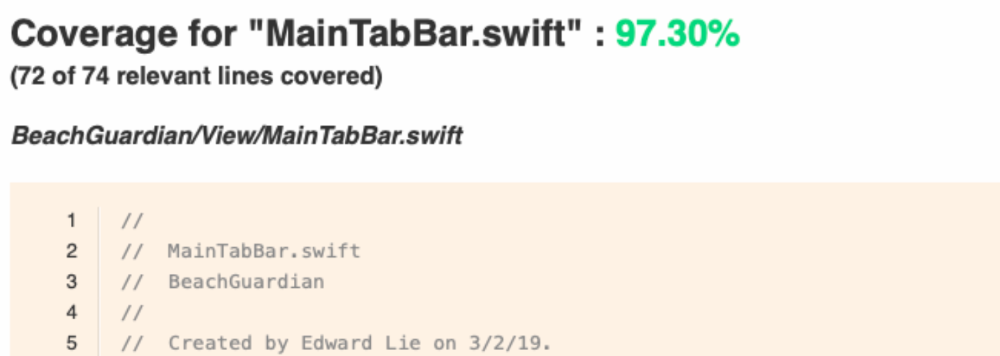 Coverage for "MainTabBar.swift" : 97.30%
(72 of 74 relevant lines covered)
BeachGuardian/View/MainTabBar.swift
1 //
2 //  MainTabBar.swift
3 //  BeachGuardian
4 //
5 //  Created by Edward Lie on 3/2/19.